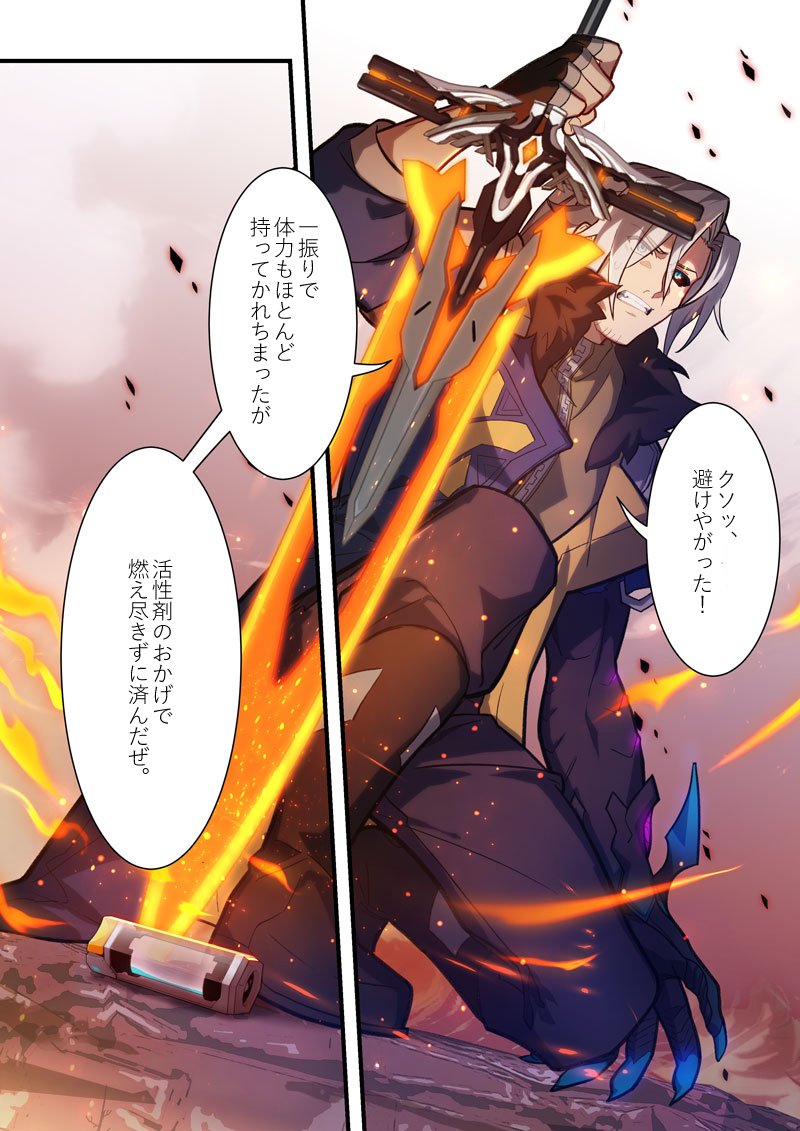 クソッ、
避けやがった！
一振りで
体力もほとんど
持ってかれちまったが
活性剤のおかげで
燃え尽きずに済んだぜ。